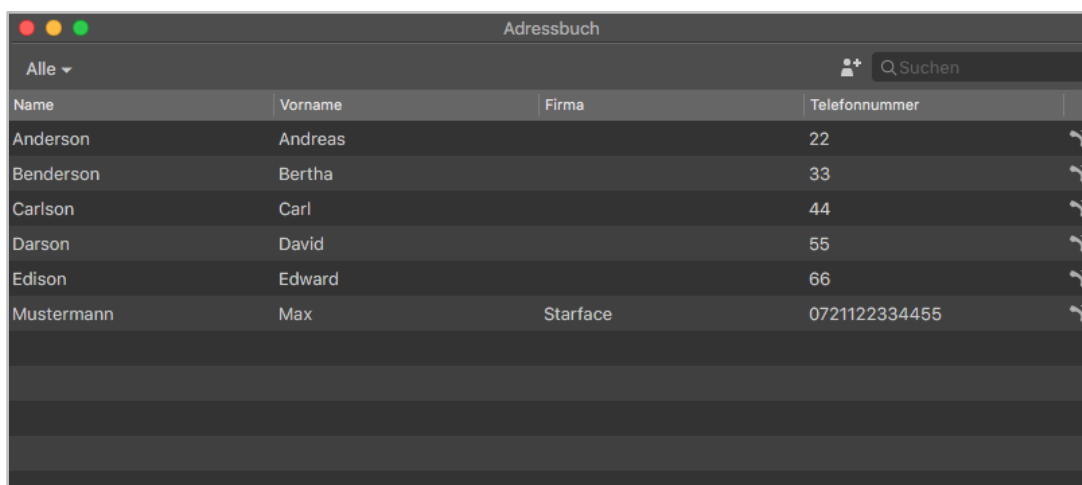 Adressbuch
Alle
Suchen
Name Vorname Firma Telefonnummer
Anderson Andreas 22
Benderson Bertha 33
Carlson Carl 44
Darson David 55
Edison Edward 66
Mustermann Max Starface 0721122334455